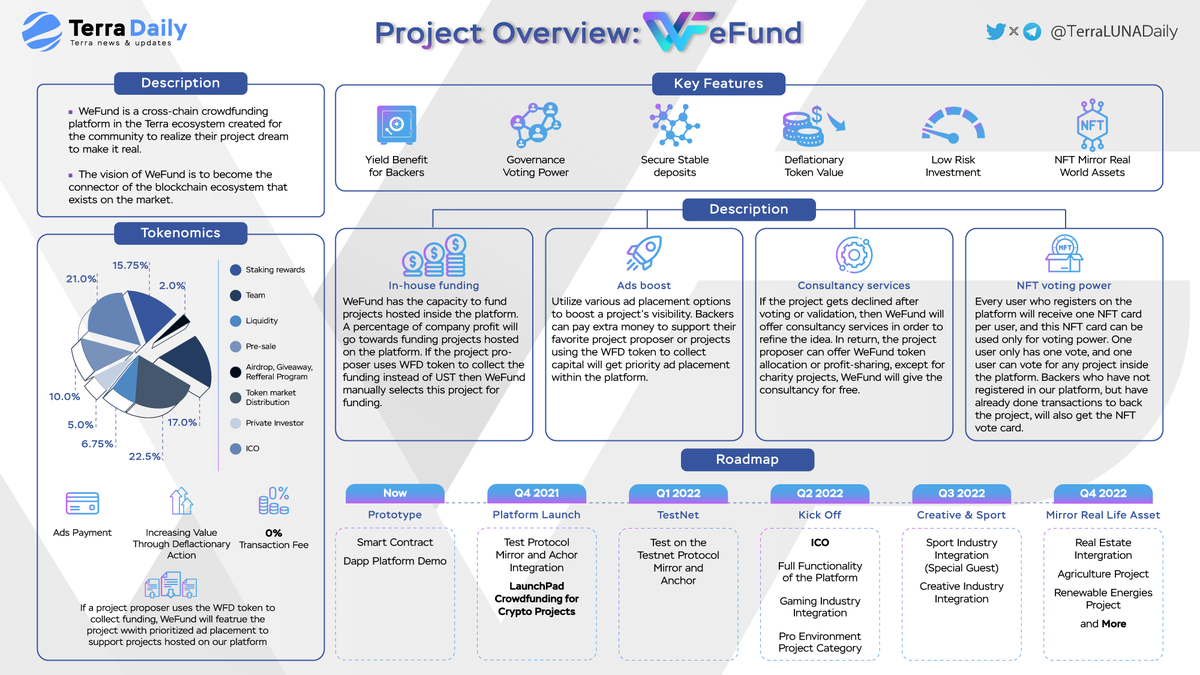 Terra Daily
Terra news & updates
Project Overview: WeFund
@TerraLUNADaily
Description
WeFund is a cross-chain crowdfunding
platform in the Terra ecosystem created for
the community to realize their project dream
to make it real.
The vision of WeFund is to become the
connector of the blockchain ecosystem that
exists on the market.
Key Features
Yield Benefit
for Backers
Governance
Voting Power
Secure Stable
deposits
Deflationary
Token Value
Low Risk
Investment
NFT
NFT Mirror Real
World Assets
Tokenomics
15.75%
21.0%
2.0%
10.0%
5.0%
6.75%
22.5%
17.0%
Staking rewards
Team
Liquidity
Pre-sale
Airdrop, Giveaway,
Refferal Program
Token market
Distribution
Private Investor
ICO
Ads Payment
Increasing Value
Through Deflactionary
Action
0%
0%
Transaction Fee
If a project proposer uses the WFD token to
collect funding, WeFund will featrue the
project wwith prioritized ad placement to
support projects hosted on our platform
Description
In-house funding
WeFund has the capacity to fund
projects hosted inside the platform.
A percentage of company profit will
go towards funding projects hosted
on the platform. If the project pro-
poser uses WFD token to collect the
funding instead of UST then WeFund
manually selects this project for
funding.
Ads boost
Utilize various ad placement options
to boost a project's visibility. Backers
can pay extra money to support their
favorite project proposer or projects
using the WFD token to collect
capital will get priority ad placement
within the platform.
Consultancy services
If the project gets declined after
voting or validation, then WeFund will
offer consultancy services in order to
refine the idea. In return, the project
proposer can offer WeFund token
allocation or profit-sharing, except for
charity projects, WeFund will give the
consultancy for free.
NFT
NFT voting power
Every user who registers on the
platform will receive one NFT card
per user, and this NFT card can be
used only for voting power. One
user only has one vote, and one
user can vote for any project inside
the platform. Backers who have not
registered in our platform, but have
already done transactions to back
the project, will also get the NFT
vote card.
Roadmap
Now
Prototype
Smart Contract
Dapp Platform Demo
Q4 2021
Platform Launch
Test Protocol
Mirror and Achor
Integration
LaunchPad
Crowdfunding for
Crypto Projects
Q1 2022
TestNet
Test on the
Testnet Protocol
Mirror and
Anchor
Q2 2022
Kick Off
ICO
Full Functionality
of the Platform
Gaming Industry
Integration
Pro Environment
Project Category
Q3 2022
Creative & Sport
Sport Industry
Integration
(Special Guest)
Creative Industry
Integration
Q4 2022
Mirror Real Life Asset
Real Estate
Intergration
Agriculture Project
Renewable Energies
Project
and More